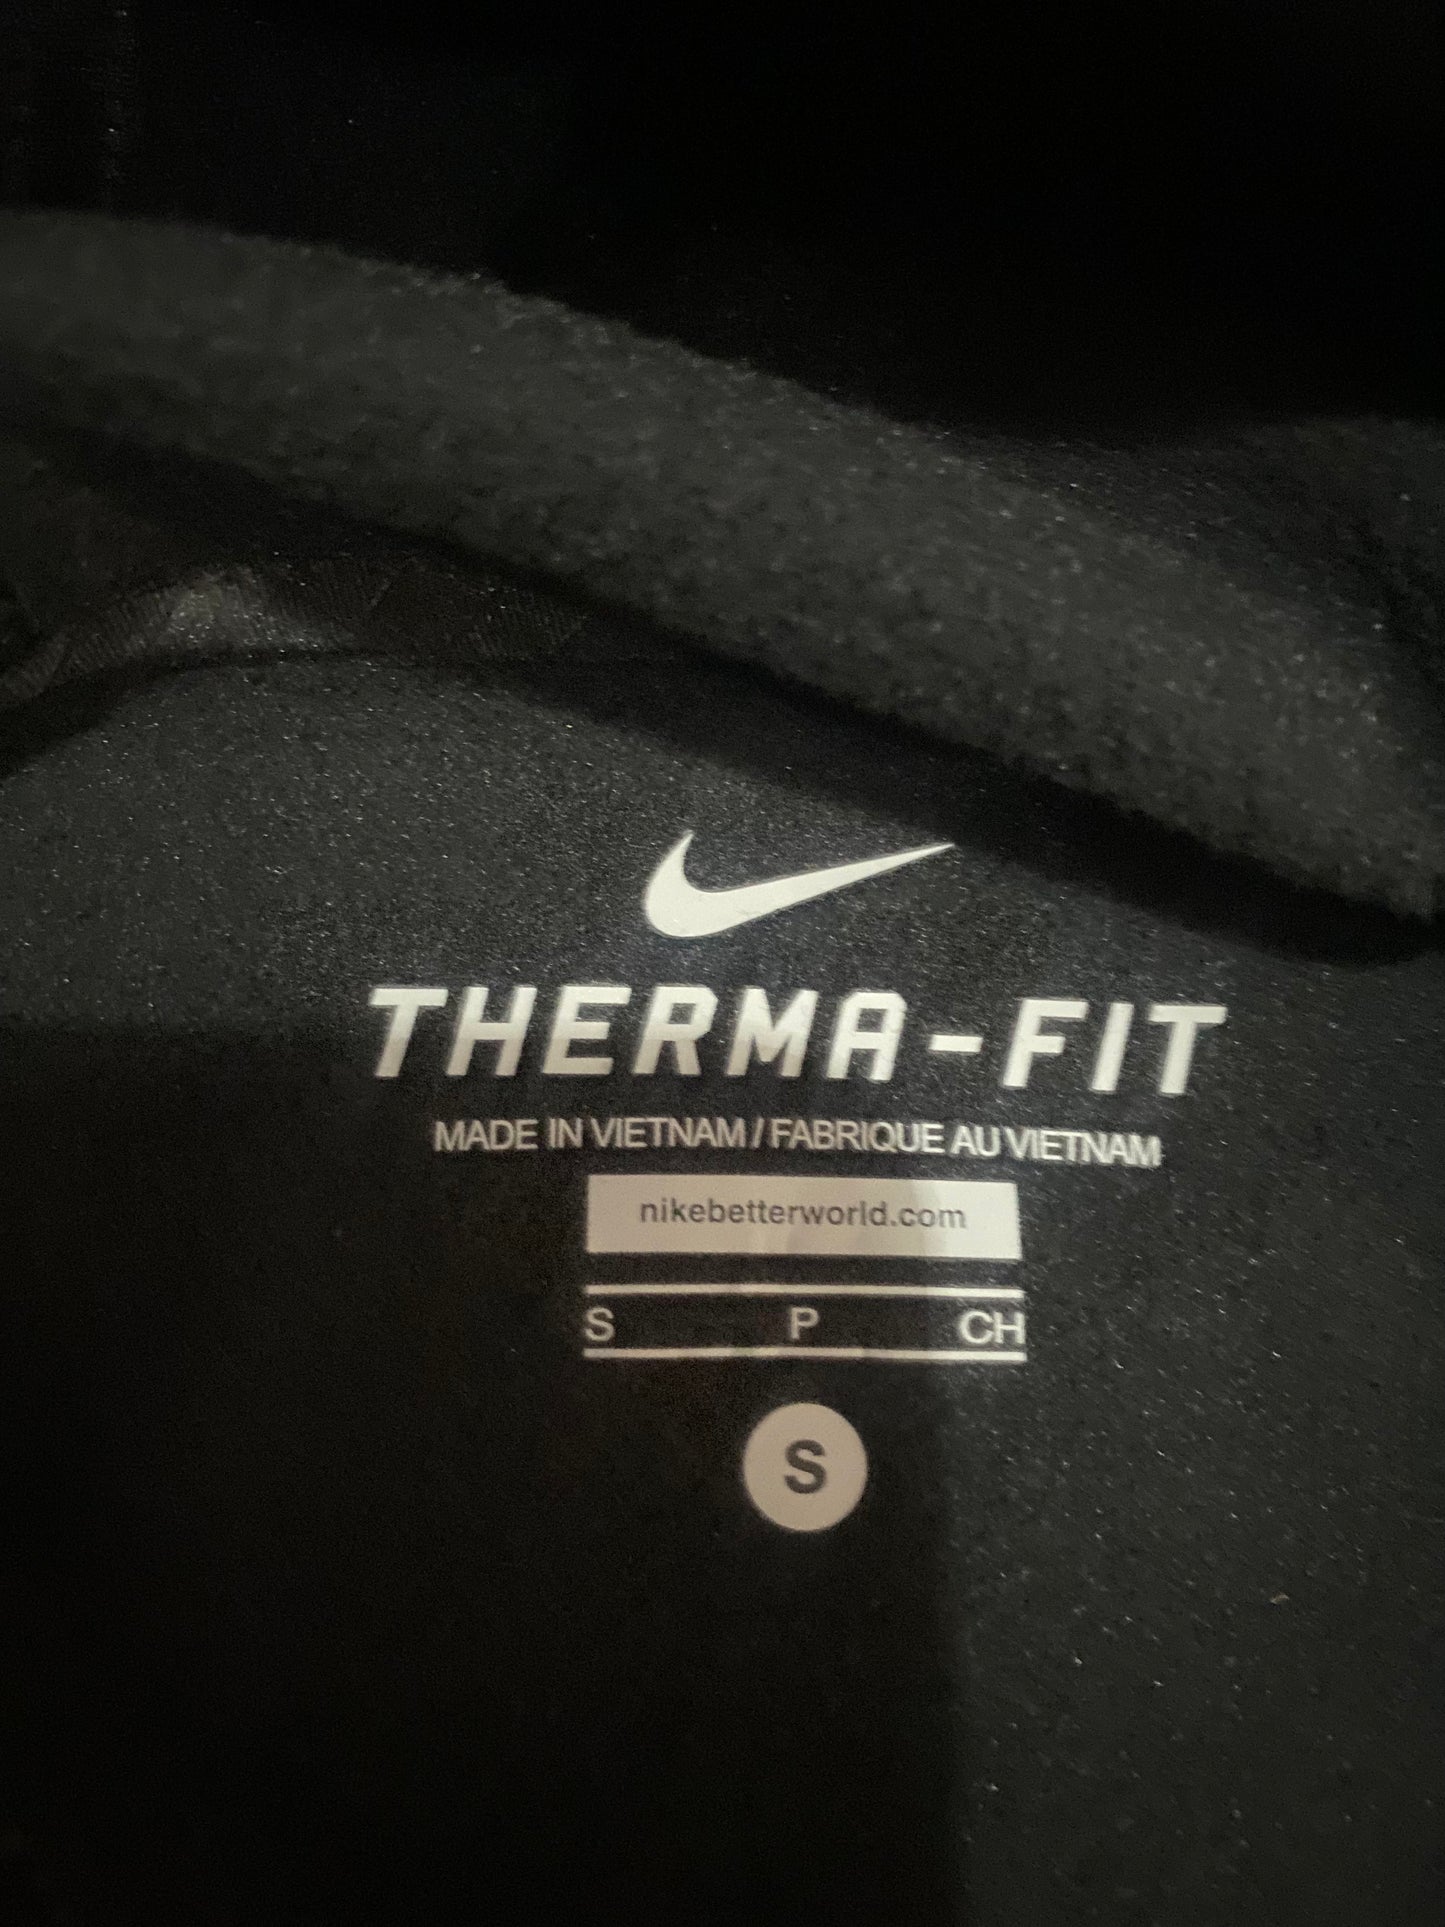 THERMA-FIT
MADE IN VIETNAM / FABRIQUE AU VIETNAM
nikebetterworld.com
S P CH
S